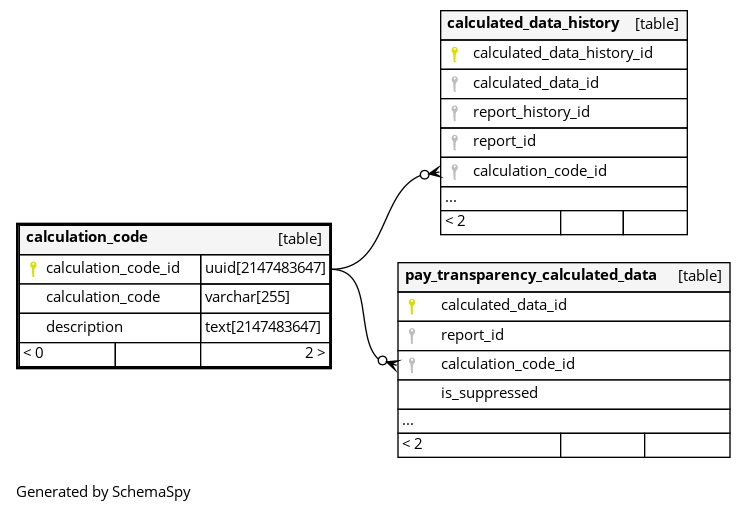 calculated_data_history [table]
calculated_data_history_id
calculated_data_id
report_history_id
report_id
calculation_code_id
...
< 2
calculation_code [table]
calculation_code_id uuid[2147483647]
calculation_code varchar[255]
description text[2147483647]
< 0 2 >
pay_transparency_calculated_data [table]
calculated_data_id
report_id
calculation_code_id
is_suppressed
...
< 2
Generated by SchemaSpy